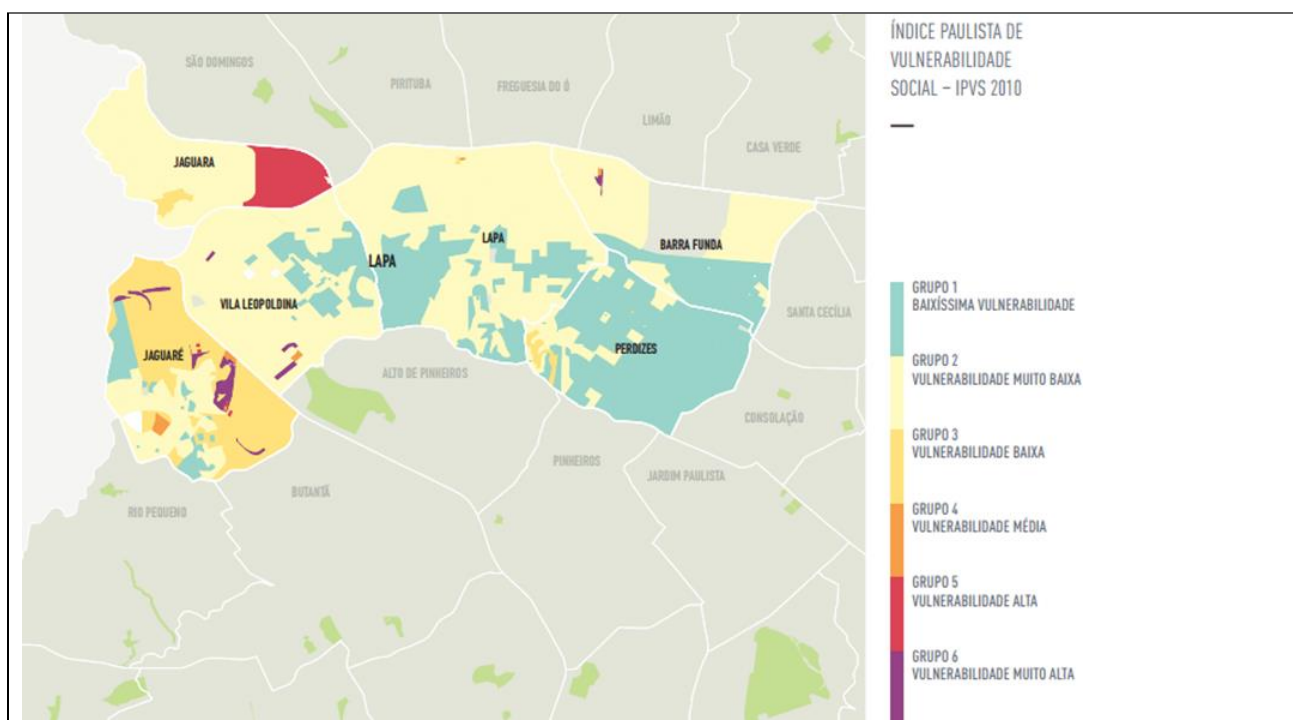 ÍNDICE PAULISTA DE
VULNERABILIDADE
SOCIAL – IPVS 2010
SÃO DOMINGOS
PIRITUBA
FREGUESIA DO Ó
LIMÃO
CASA VERDE
JAGUARA
LAPA
BARRA FUNDA
LAPA
VILA LEOPOLDINA
SANTA CECÍLIA
JAGUARÉ
PERDIZES
ALTO DE PINHEIROS
CONSOLAÇÃO
PINHEIROS
JARDIM PAULISTA
BUTANTÃ
RIO PEQUENO
GRUPO 1
BAIXÍSSIMA VULNERABILIDADE
GRUPO 2
VULNERABILIDADE MUITO BAIXA
GRUPO 3
VULNERABILIDADE BAIXA
GRUPO 4
VULNERABILIDADE MÉDIA
GRUPO 5
VULNERABILIDADE ALTA
GRUPO 6
VULNERABILIDADE MUITO ALTA